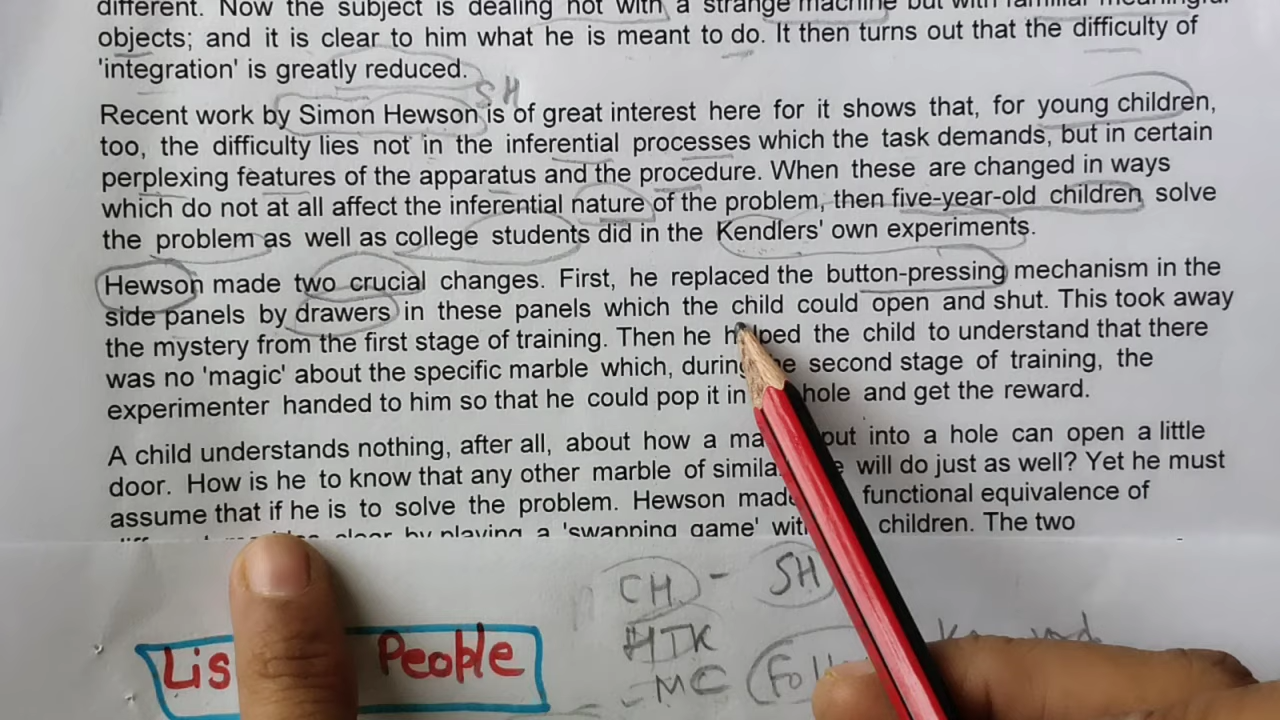 different. Now the subject is dealing not with a strange machine but with familiar meaningful
objects; and it is clear to him what he is meant to do. It then turns out that the difficulty of
'integration' is greatly reduced.
SH
Recent work by Simon Hewson is of great interest here for it shows that, for young children,
too, the difficulty lies not in the inferential processes which the task demands, but in certain
perplexing features of the apparatus and the procedure. When these are changed in ways
which do not at all affect the inferential nature of the problem, then five-year-old children solve
the problem as well as college students did in the Kendlers' own experiments.
Hewson made two crucial changes. First, he replaced the button-pressing mechanism in the
side panels by drawers in these panels which the child could open and shut. This took away
the mystery from the first stage of training. Then he helped the child to understand that there
was no 'magic' about the specific marble which, during the second stage of training, the
experimenter handed to him so that he could pop it in hole and get the reward.
A child understands nothing, after all, about how a put into a hole can open a little
door. How is he to know that any other marble of will do just as well? Yet he must
assume that if he is to solve the problem. Hewson made functional equivalence of
clear by playing a 'swapping game' children. The two
CH - SH
HTK
- MC
People